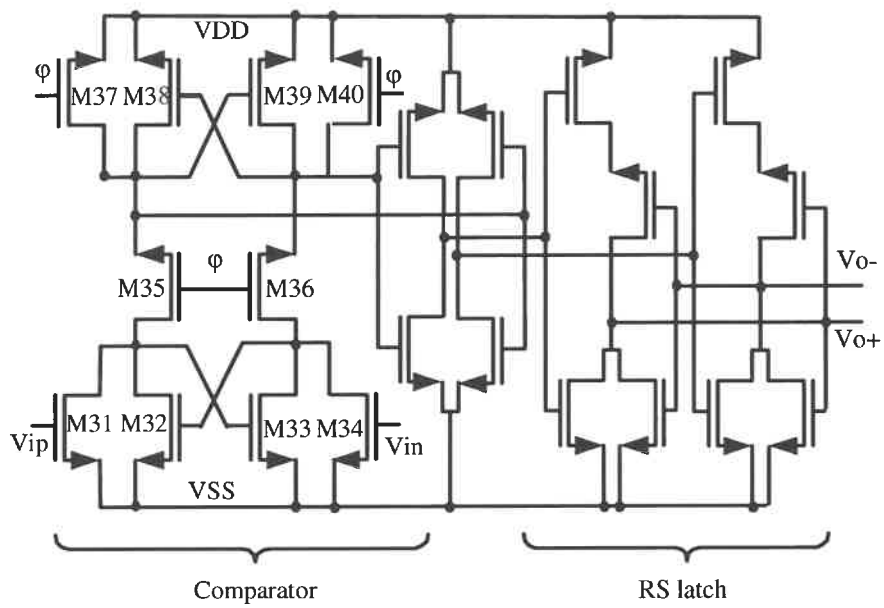 VDD
φ
φ
M37
M38
M39
M40
φ
M35
M36
Vo-
Vo+
M31
M32
M33
M34
Vip
Vin
VSS
Comparator
RS latch